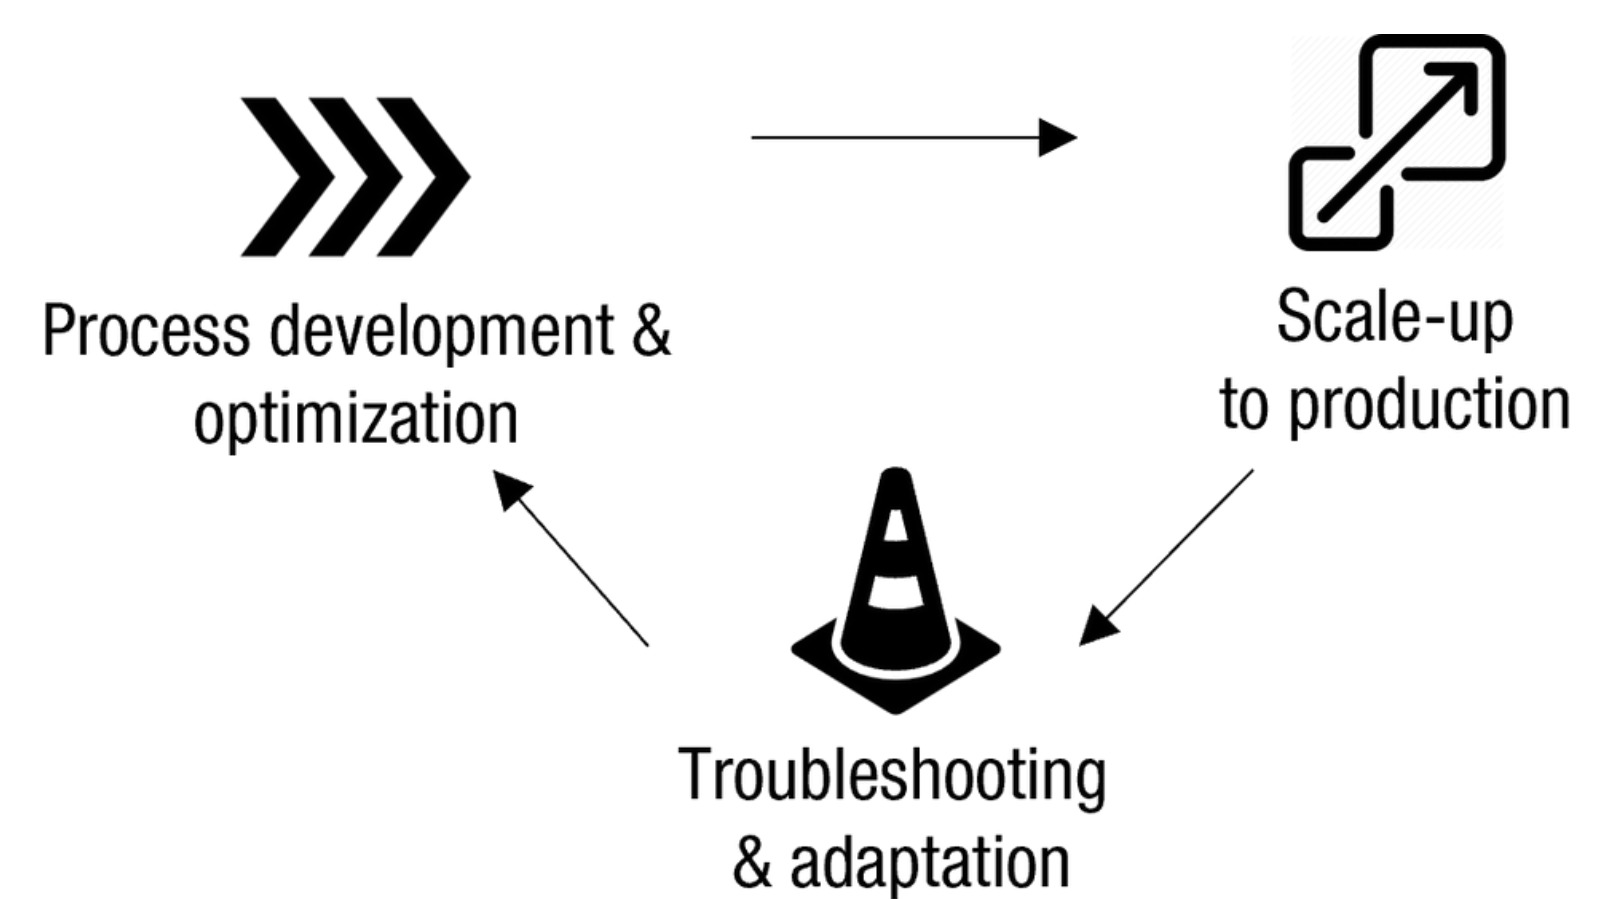 Process development &
optimization
Scale-up
to production
Troubleshooting
& adaptation